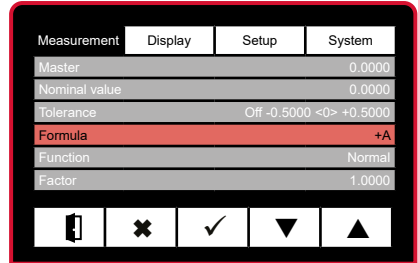 Measurement Display Setup System
Master 0.0000
Nominal value 0.0000
Tolerance Off -0.5000 <0> +0.5000
Formula +A
Function Normal
Factor 1.0000